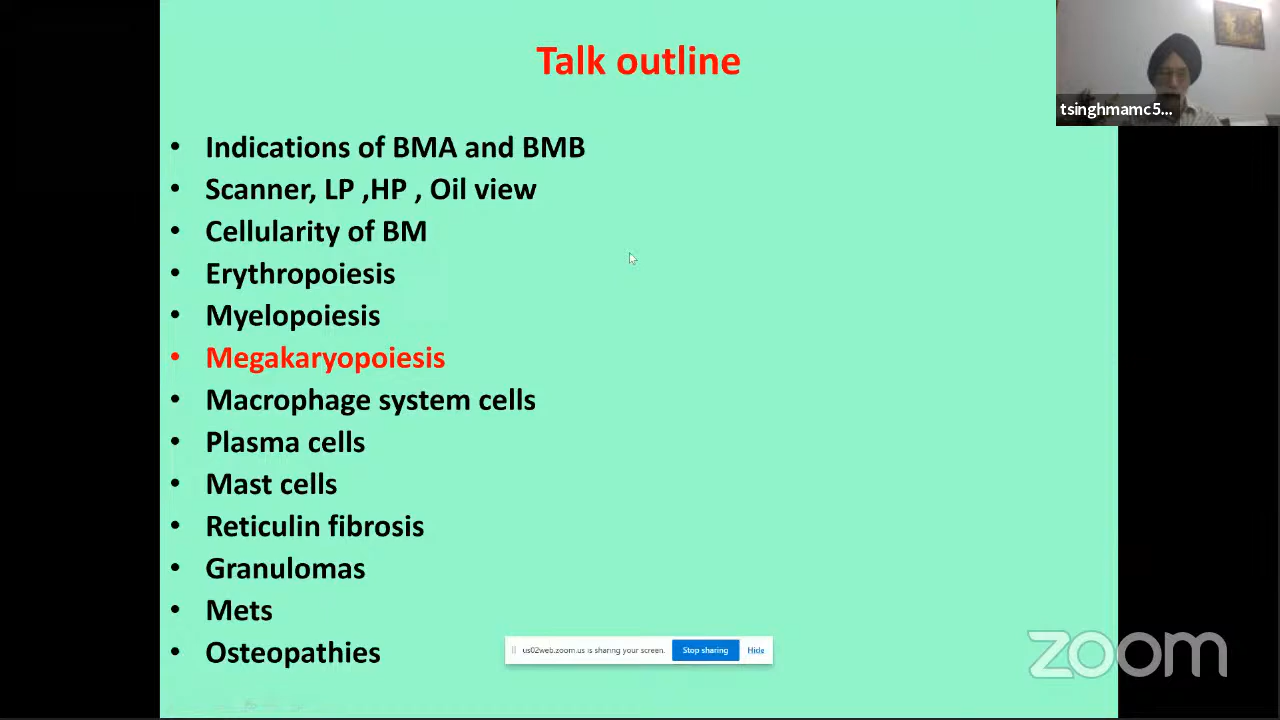 Talk outline
tsinghmamc5...
• Indications of BMA and BMB
• Scanner, LP ,HP , Oil view
• Cellularity of BM
• Erythropoiesis
• Myelopoiesis
• Megakaryopoiesis
• Macrophage system cells
• Plasma cells
• Mast cells
• Reticulin fibrosis
• Granulomas
• Mets
• Osteopathies
us02web.zoom.us is sharing your screen. Stop sharing Hide
zoom